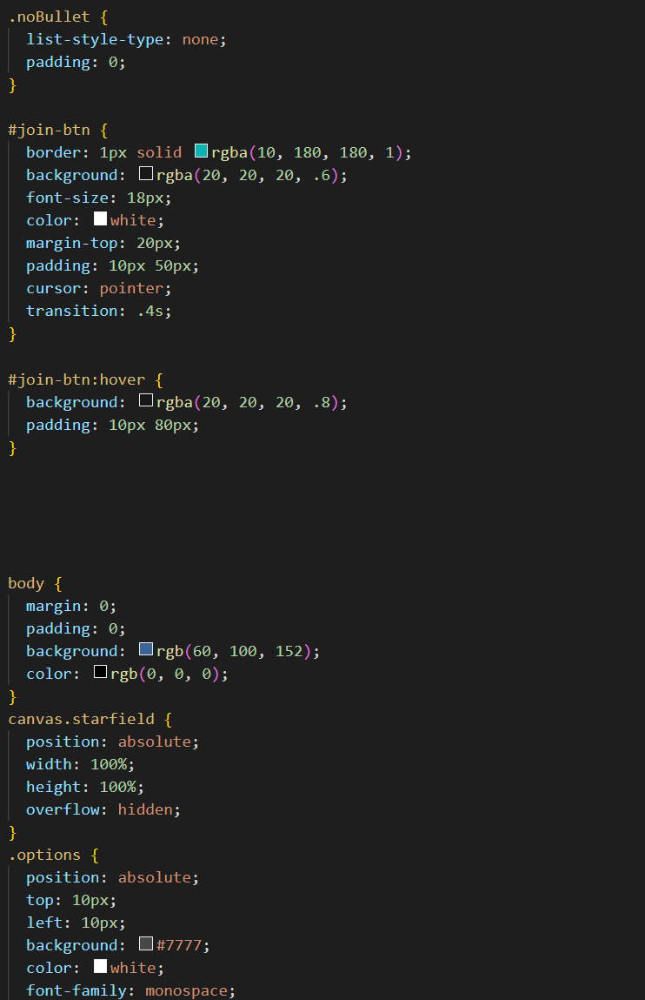 .noBullet {
  list-style-type: none;
  padding: 0;
}

#join-btn {
  border: 1px solid rgba(10, 180, 180, 1);
  background: rgba(20, 20, 20, .6);
  font-size: 18px;
  color: white;
  margin-top: 20px;
  padding: 10px 50px;
  cursor: pointer;
  transition: .4s;
}

#join-btn:hover {
  background: rgba(20, 20, 20, .8);
  padding: 10px 80px;
}

body {
  margin: 0;
  padding: 0;
  background: rgb(60, 100, 152);
  color: rgb(0, 0, 0);
}
canvas.starfield {
  position: absolute;
  width: 100%;
  height: 100%;
  overflow: hidden;
}
.options {
  position: absolute;
  top: 10px;
  left: 10px;
  background: #7777;
  color: white;
  font-family: monospace;